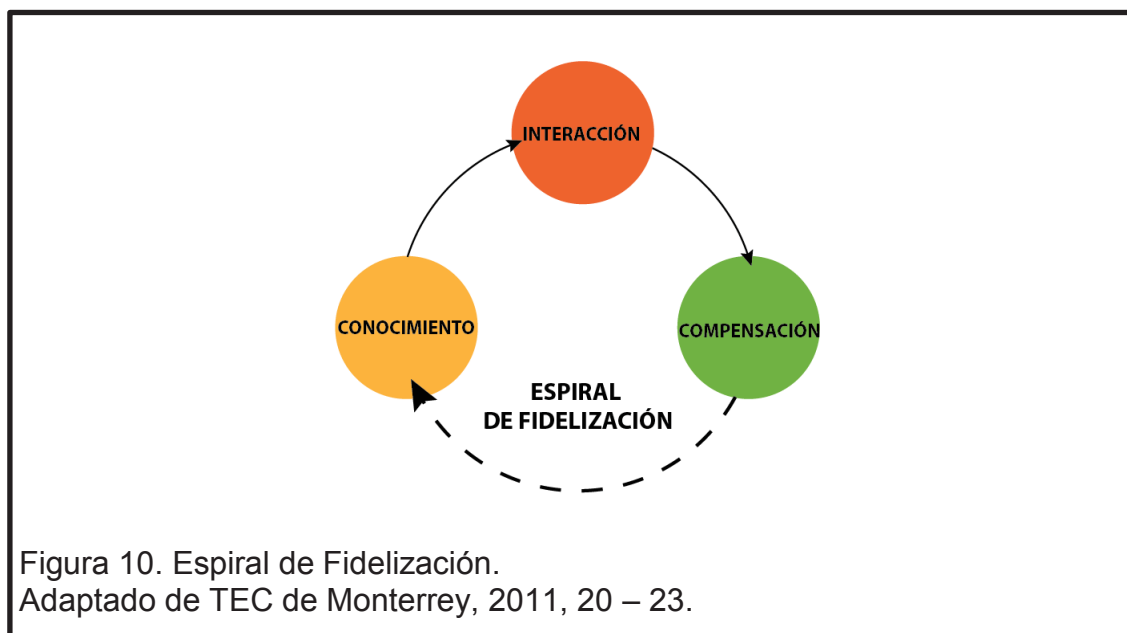 INTERACCIÓN
CONOCIMIENTO
COMPENSACIÓN
ESPIRAL
DE FIDELIZACIÓN
Figura 10. Espiral de Fidelización.
Adaptado de TEC de Monterrey, 2011, 20 – 23.